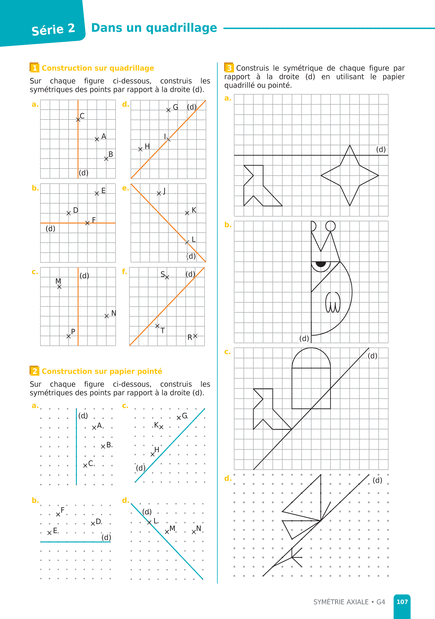 Série 2
Dans un quadrillage
1 Construction sur quadrillage
Sur chaque figure ci-dessous, construis les
symétriques des points par rapport à la droite (d).
a.
C
A
B
(d)
d.
G
(d)
I
H
b.
E
D
F
(d)
e.
J
K
L
(d)
c.
M
(d)
N
P
f.
S
(d)
T
R
2 Construction sur papier pointé
Sur chaque figure ci-dessous, construis les
symétriques des points par rapport à la droite (d).
a.
(d)
A
B
C
c.
G
K
H
(d)
b.
F
D
E
(d)
d.
(d)
L
M
N
3 Construis le symétrique de chaque figure par
rapport à la droite (d) en utilisant le papier
quadrillé ou pointé.
a.
(d)
b.
(d)
c.
(d)
d.
(d)
SYMÉTRIE AXIALE • G4
107